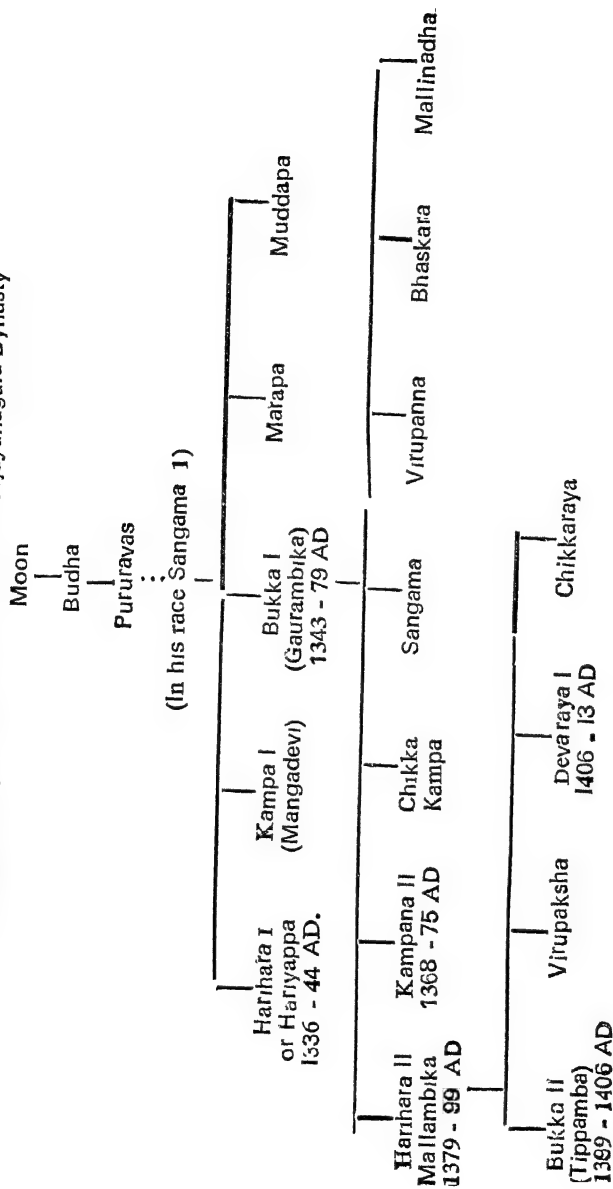 Dynasty
Moon
Budha
Pururavas
(In his race Sangama 1)
Harihara I
or Hariyappa
1336 - 44 AD.
Kampa I
(Mangadevi)
Bukka I
(Gaurambika)
1343 - 79 AD
Marapa
Muddapa
Harihara II
Mallambika
1379 - 99 AD
Kampana II
1368 - 75 AD
Chikka
Kampa
Sangama
Virupanna
Bhaskara
Mallinadha
Bukka II
(Tippamba)
1399 - 1406 AD
Virupaksha
Devaraya I
1406 - 13 AD
Chikkaraya